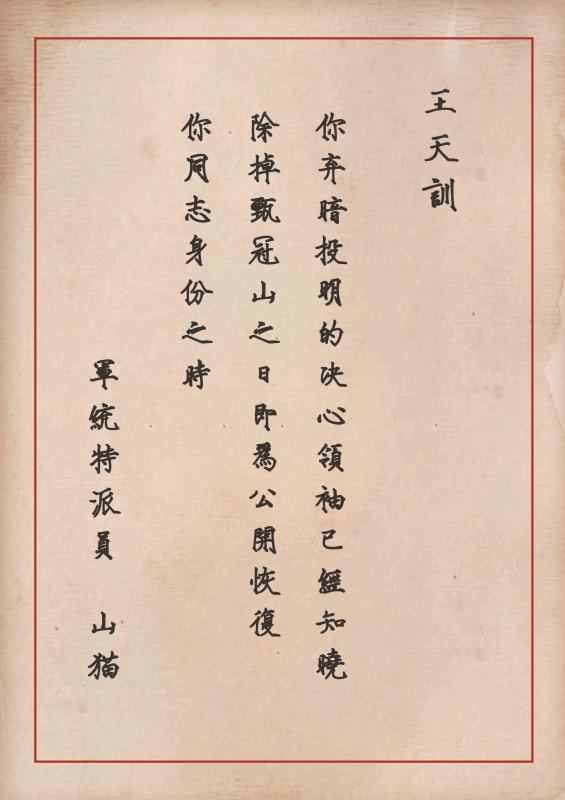 王天訓
你弃暗投明的决心領袖已經知曉
除掉甄冠山之日即為公開恢復
你同志身份之時
軍統特派員 山猫